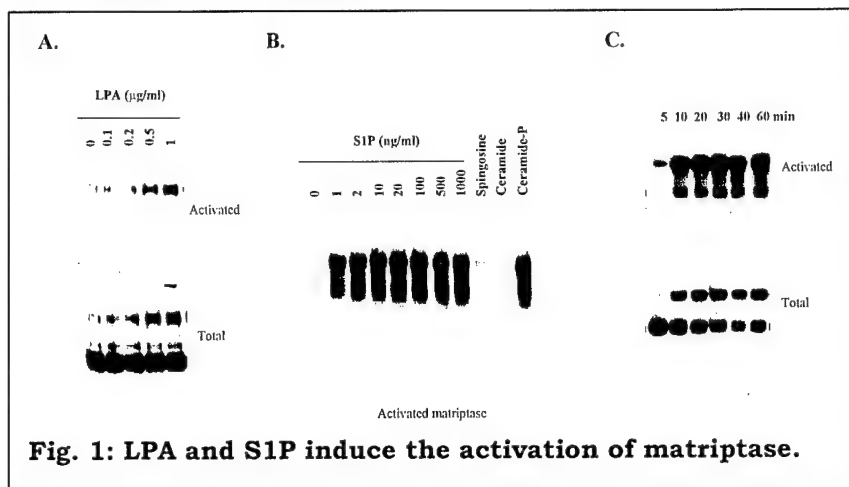 A.
LPA (µg/ml)
0 0.1 0.2 0.5 1
Activated
Total
B.
S1P (ng/ml)
0 1 2 10 20 100 500 1000 Spingosine Ceramide Ceramide-P
Activated matriptase
C.
5 10 20 30 40 60 min
Activated
Total
Fig. 1: LPA and S1P induce the activation of matriptase.